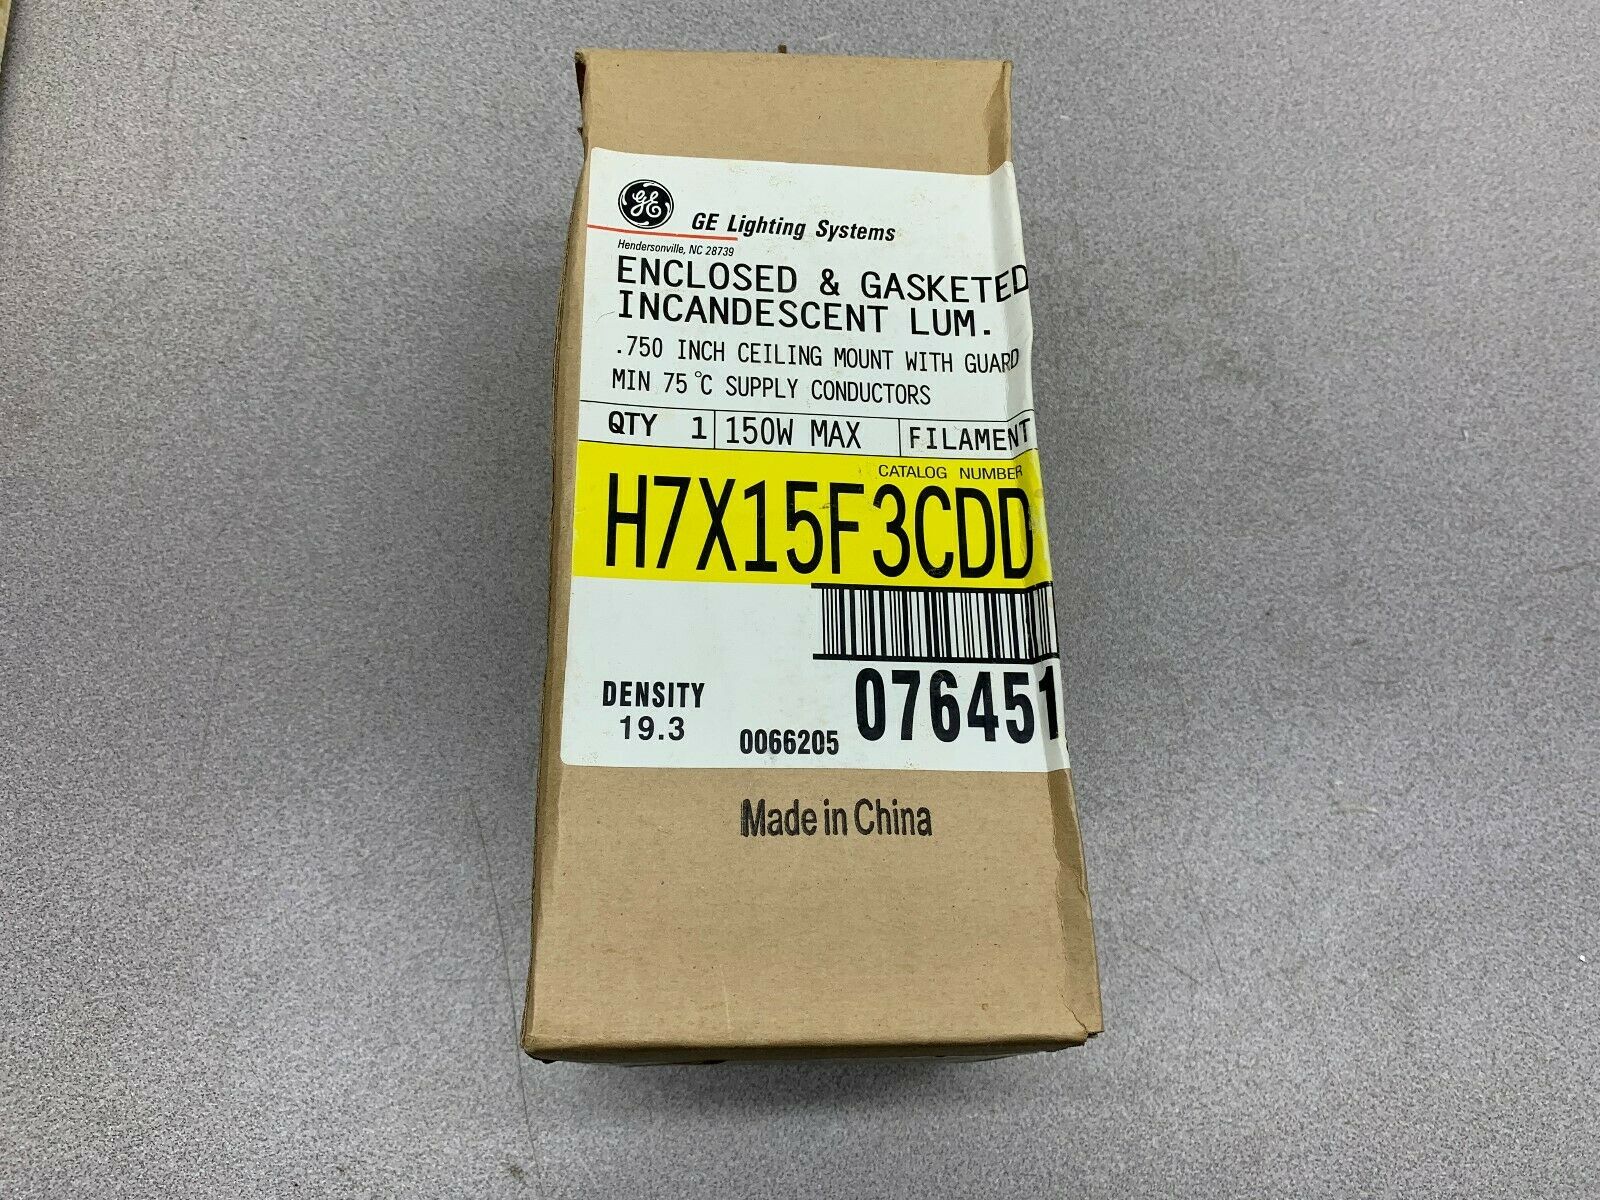 GE
GE Lighting Systems
Hendersonville, NC 28739
ENCLOSED & GASKETED
INCANDESCENT LUM.
.750 INCH CEILING MOUNT WITH GUARD
MIN 75 °C SUPPLY CONDUCTORS
QTY 1 150W MAX FILAMENT
CATALOG NUMBER
H7X15F3CDD
076451
DENSITY
19.3
0066205
Made in China